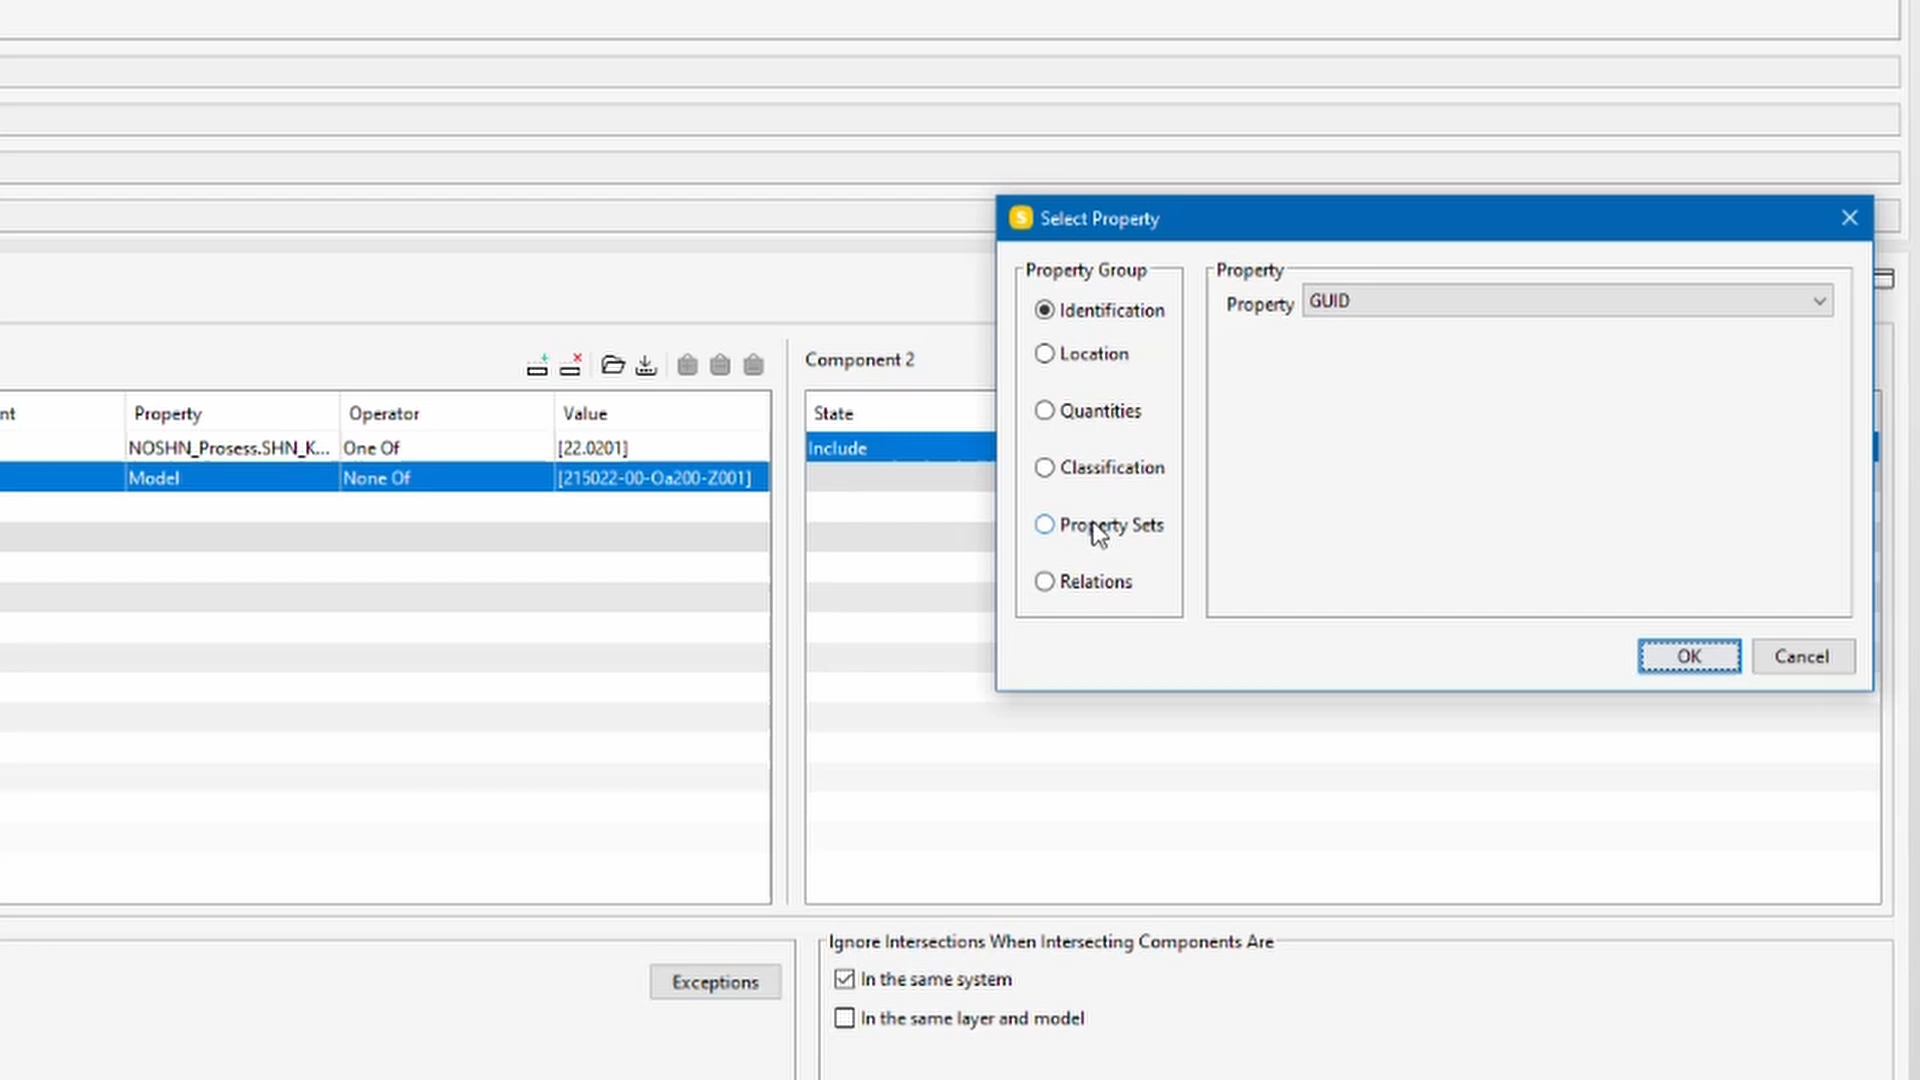 S Select Property
Property Group
Identification
Location
Quantities
Classification
Property Sets
Relations
Property
Property GUID
OK Cancel
nt Property Operator Value
NOSHN_Prosess.SHN_K... One Of [22.0201]
Model None Of [215022-00-Oa200-Z001]
Component 2
State
Include
Exceptions
Ignore Intersections When Intersecting Components Are
In the same system
In the same layer and model